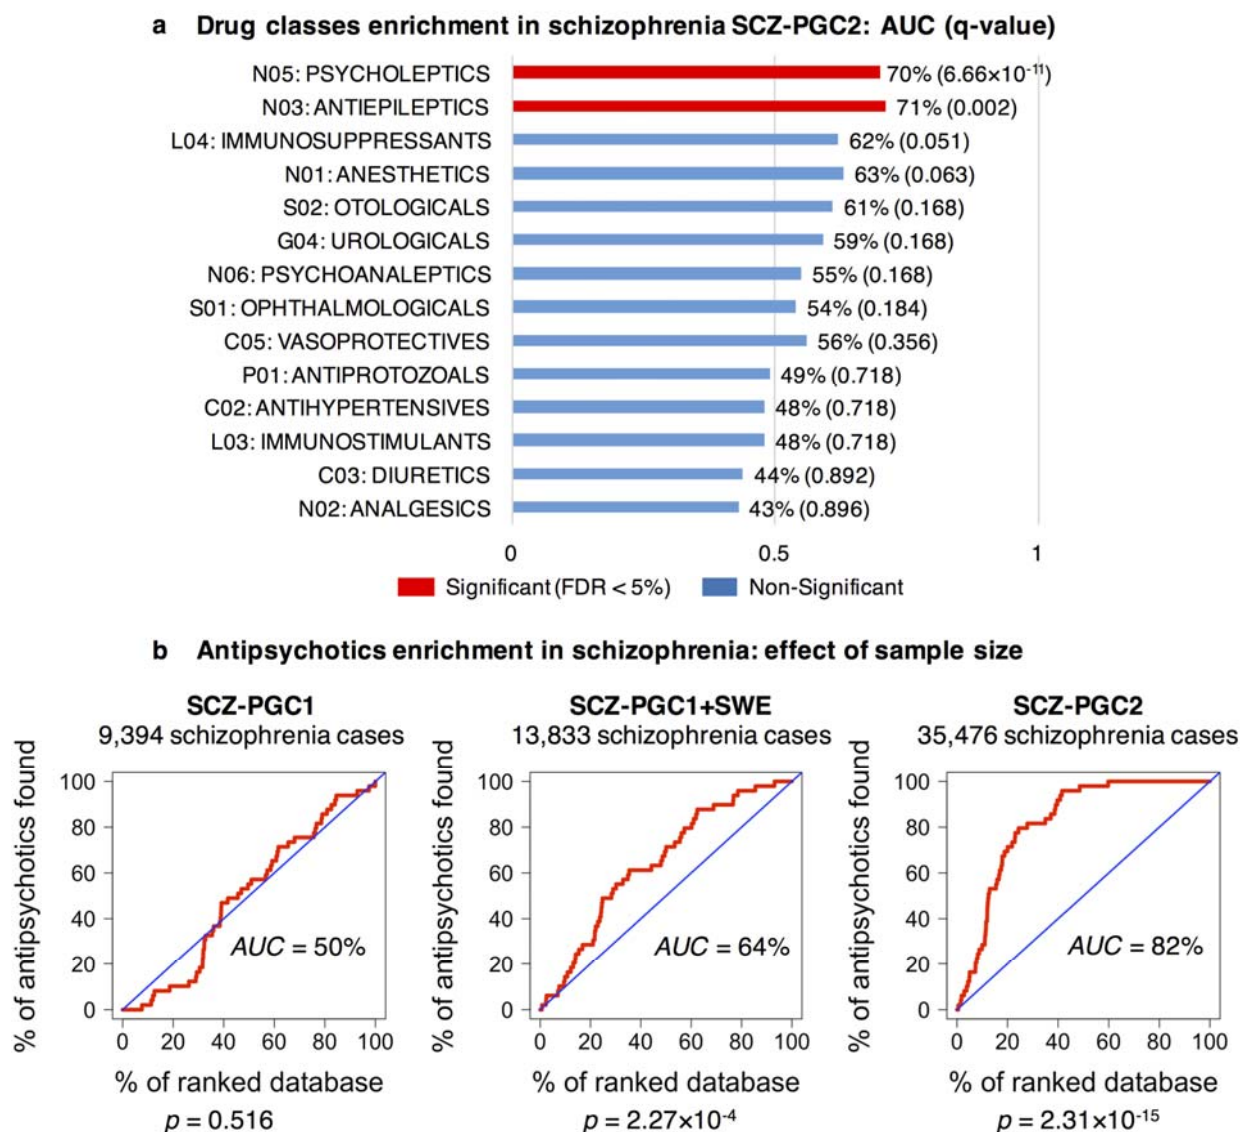 a Drug classes enrichment in schizophrenia SCZ-PGC2: AUC (q-value)
N05: PSYCHOLEPTICS 70% (6.66×10⁻¹¹)
N03: ANTIEPILEPTICS 71% (0.002)
L04: IMMUNOSUPPRESSANTS 62% (0.051)
N01: ANESTHETICS 63% (0.063)
S02: OTOLOGICALS 61% (0.168)
G04: UROLOGICALS 59% (0.168)
N06: PSYCHOANALEPTICS 55% (0.168)
S01: OPHTHALMOLOGICALS 54% (0.184)
C05: VASOPROTECTIVES 56% (0.356)
P01: ANTIPROTOZOALS 49% (0.718)
C02: ANTIHYPERTENSIVES 48% (0.718)
L03: IMMUNOSTIMULANTS 48% (0.718)
C03: DIURETICS 44% (0.892)
N02: ANALGESICS 43% (0.896)
0 0.5 1
Significant (FDR < 5%) Non-Significant
b Antipsychotics enrichment in schizophrenia: effect of sample size
SCZ-PGC1
9,394 schizophrenia cases
% of antipsychotics found
100
80
60
40
20
0
AUC = 50%
0 20 40 60 80 100
% of ranked database
p = 0.516
SCZ-PGC1+SWE
13,833 schizophrenia cases
% of antipsychotics found
100
80
60
40
20
0
AUC = 64%
0 20 40 60 80 100
% of ranked database
p = 2.27×10⁻⁴
SCZ-PGC2
35,476 schizophrenia cases
% of antipsychotics found
100
80
60
40
20
0
AUC = 82%
0 20 40 60 80 100
% of ranked database
p = 2.31×10⁻¹⁵